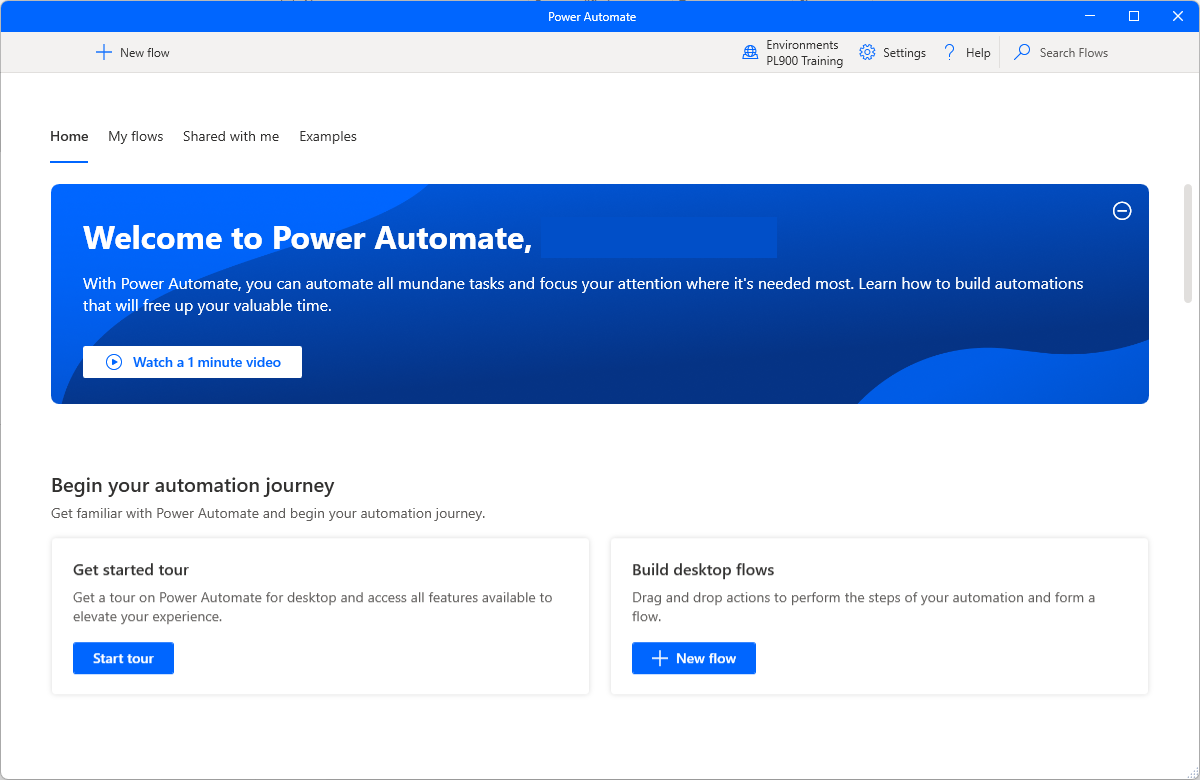 Power Automate
New flow
Environments
PL900 Training
Settings
Help
Search Flows
Home
My flows
Shared with me
Examples
Welcome to Power Automate,
With Power Automate, you can automate all mundane tasks and focus your attention where it's needed most. Learn how to build automations
that will free up your valuable time.
Watch a 1 minute video
Begin your automation journey
Get familiar with Power Automate and begin your automation journey.
Get started tour
Get a tour on Power Automate for desktop and access all features available to
elevate your experience.
Start tour
Build desktop flows
Drag and drop actions to perform the steps of your automation and form a
flow.
New flow